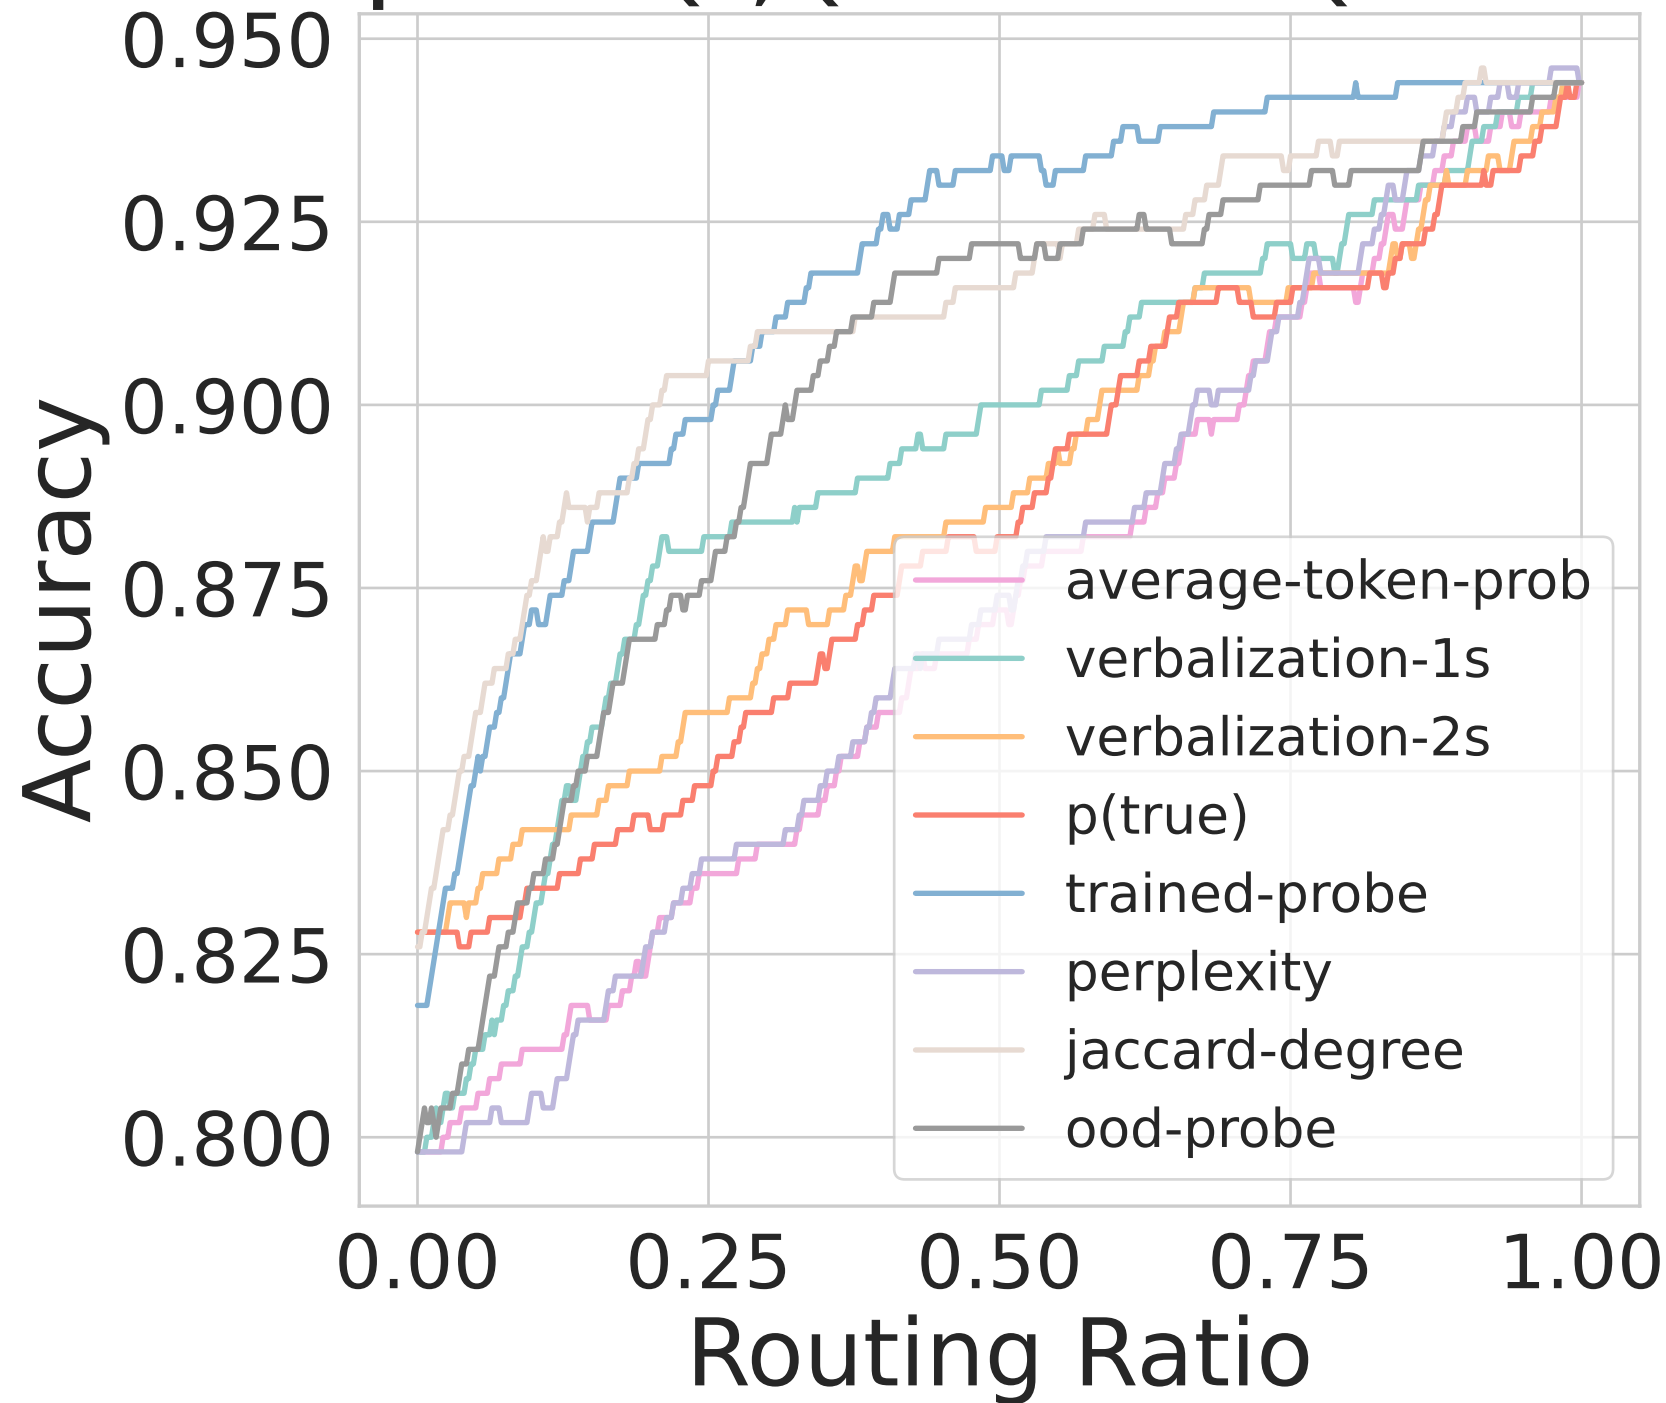 0.950
0.925
0.900
0.875
0.850
0.825
0.800
Accuracy
average-token-prob
verbalization-1s
verbalization-2s
p(true)
trained-probe
perplexity
jaccard-degree
ood-probe
0.00 0.25 0.50 0.75 1.00
Routing Ratio